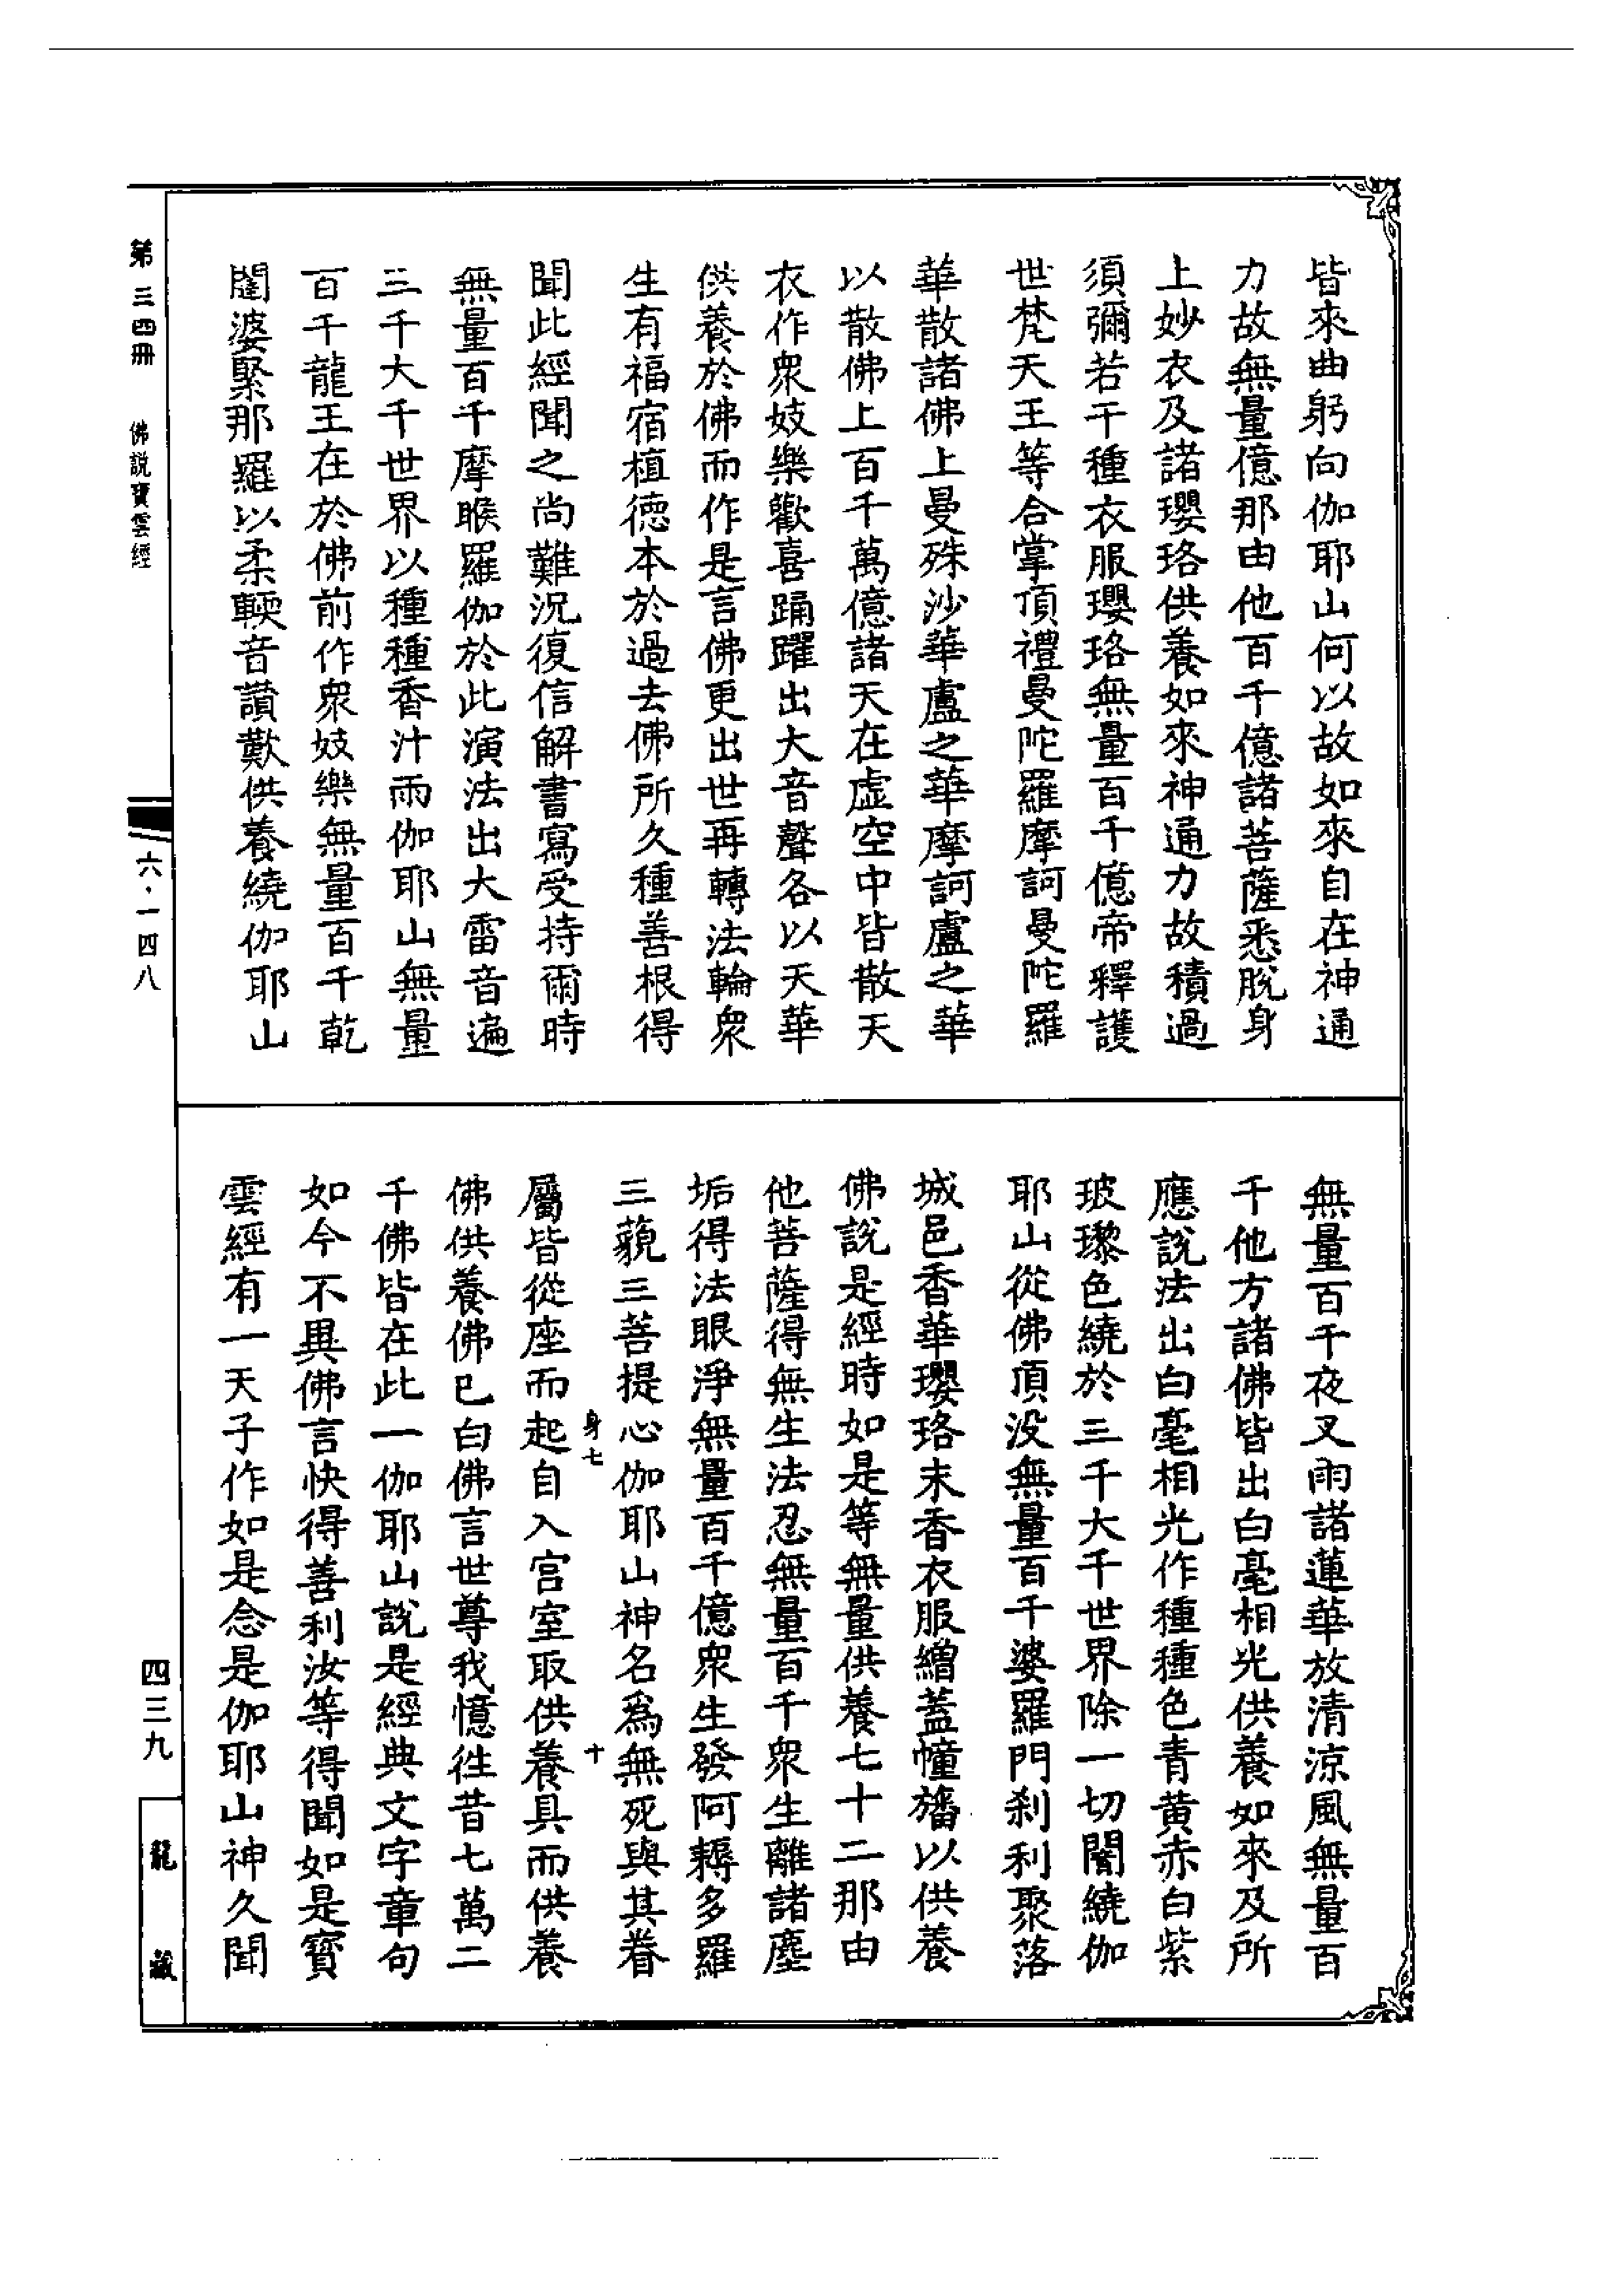 皆來曲躬向伽耶山何以故如來自在神通
力故無量億那由他百千億諸菩薩悉脫身
上妙衣及諸瓔珞供養如來神通力故積過
須彌若干種衣服瓔珞無量百千億帝釋護
世梵天王等合掌頂禮曼陀羅摩訶曼陀羅
華散諸佛上曼殊沙華盧之華摩訶盧之華
以散佛上百千萬億諸天在虛空中皆散天
衣作衆妓樂歡喜踊躍出大音聲各以天華
供養於佛而作是言佛更出世再轉法輪衆
生有福宿植德本於過去佛所久種善根得
聞此經聞之尚難況復信解書寫受持爾時
無量百千摩睺羅伽於此演法出大雷音遍
三千大千世界以種種香汁雨伽耶山無量
百千龍王在於佛前作衆妓樂無量百千乾
闥婆緊那羅以柔輭音讚歎供養繞伽耶山
無量百千夜叉雨諸蓮華放清涼風無量百
千他方諸佛皆出白毫相光供養如來及所
應說法出白毫相光作種種色青黃赤白紫
玻瓈色繞於三千大千世界除一切闇繞伽
耶山從佛頂沒無量百千婆羅門剎利聚落
城邑香華瓔珞末香衣服繒蓋幢旛以供養
佛說是經時如是等無量供養七十二那由
他菩薩得無生法忍無量百千衆生離諸塵
垢得法眼淨無量百千億衆生發阿耨多羅
三藐三菩提心伽耶山神名爲無死與其眷
身七 十
屬皆從座而起自入宮室取供養具而供養
佛供養佛已白佛言世尊我憶往昔七萬二
千佛皆在此一伽耶山說是經典文字章句
如今不異佛言快得善利汝等得聞如是寶
雲經有一天子作如是念是伽耶山神久聞
第三四冊 佛說寶雲經
六·一四八
四三九
龍藏